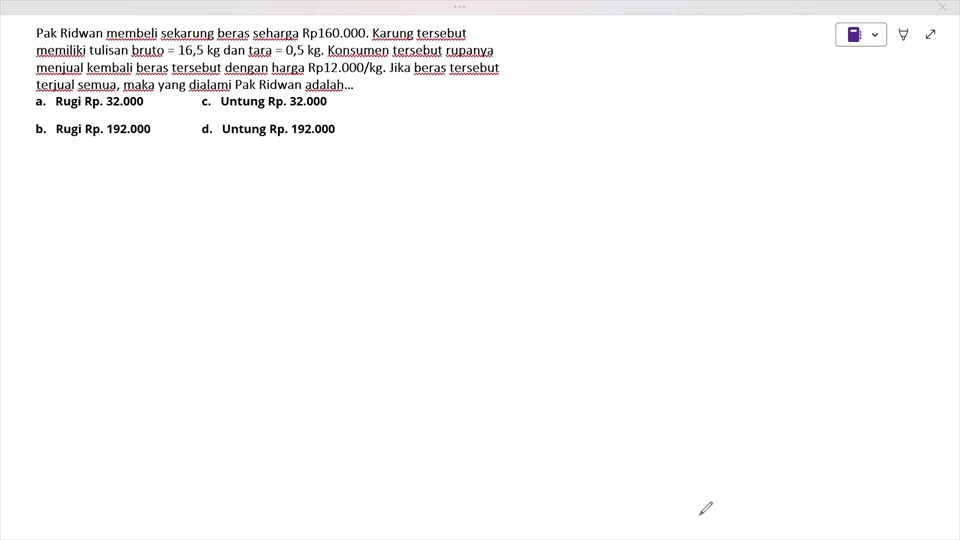 Pak Ridwan membeli sekarung beras seharga Rp160.000. Karung tersebut
memiliki tulisan bruto = 16,5 kg dan tara = 0,5 kg. Konsumen tersebut rupanya
menjual kembali beras tersebut dengan harga Rp12.000/kg. Jika beras tersebut
terjual semua, maka yang dialami Pak Ridwan adalah...
a. Rugi Rp. 32.000 c. Untung Rp. 32.000
b. Rugi Rp. 192.000 d. Untung Rp. 192.000